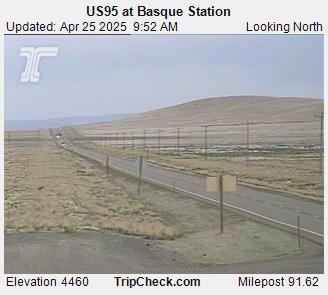 US95 at Basque Station
Updated: Apr 25 2025 9:52 AM Looking North
Elevation 4460 TripCheck.com Milepost 91.62